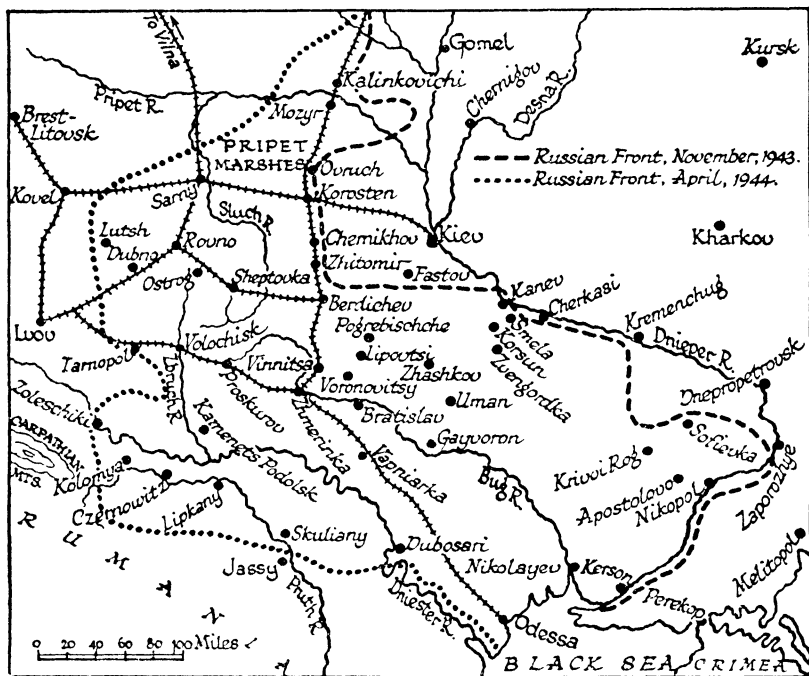 To Vilna
Gomel
Kursk
Kalinkovichi
Chernigov
Desna R.
Pripet R.
Mozyr
Brest-
Litovsk
PRIPET
MARSHES
Ovruch
Russian Front, November, 1943.
Russian Front, April, 1944.
Kovel
Sarny
Korosten
Sluch R.
Lutsh
Dubno
Rovno
Chernikhov
Kiev
Kharkov
Zhitomir
Fastov
Ostrog
Sheptovka
Kanev
Cherkasi
Berdichev
Kremenchug
Lvov
Volochisk
Pogrebischche
Smela
Korsun
Zvengordka
Dnieper R.
Tarnopol
Vinnitsa
Lipovtsi
Zhashkov
Dnepropetrovsk
Zbruch R.
Proskurov
Voronovitsy
Zoleschiki
Zhmerinka
Bratislav
Uman
Sofievka
CARPATHIAN
MTS.
Kamenets Podolsk
Gayvoron
Krivoi Rog
Kolomya
Vapniarka
Bug R.
Apostolovo
Nikopol
Zaporozhye
Czernowitz
Lipkany
Skuliany
Dubosari
Melitopol
Jassy
Nikolayev
Kerson
Pruth R.
Dniester R.
Perekop
RUMANIA
Odessa
0 20 40 60 80 100 Miles
BLACK SEA
CRIMEA